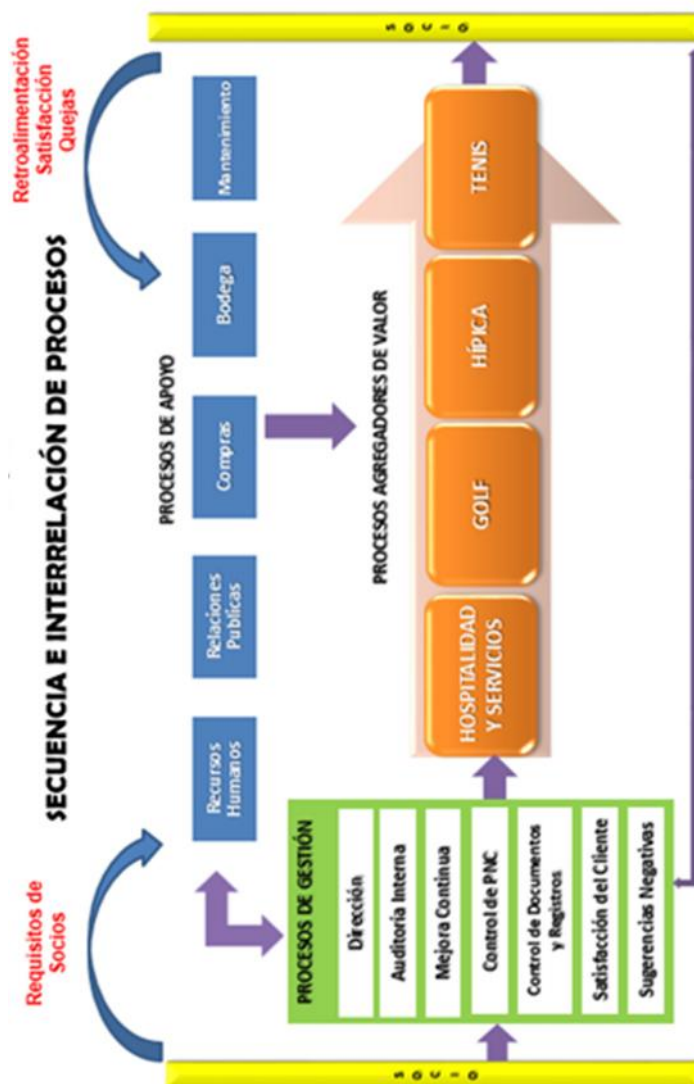 SECUENCIA E INTERRELACIÓN DE PROCESOS
Requisitos de
Socios
Retroalimentación
Satisfacción
Quejas
PROCESOS DE APOYO
Recursos
Humanos
Relaciones
Publicas
Compras
Bodega
Mantenimiento
PROCESOS DE GESTIÓN
Dirección
Auditoria Interna
Mejora Continua
Control de PNC
Control de Documentos
y Registros
Satisfacción del Cliente
Sugerencias Negativas
PROCESOS AGREGADORES DE VALOR
HOSPITALIDAD
Y SERVICIOS
GOLF
HÍPICA
TENIS
SOCIO
SOCIO